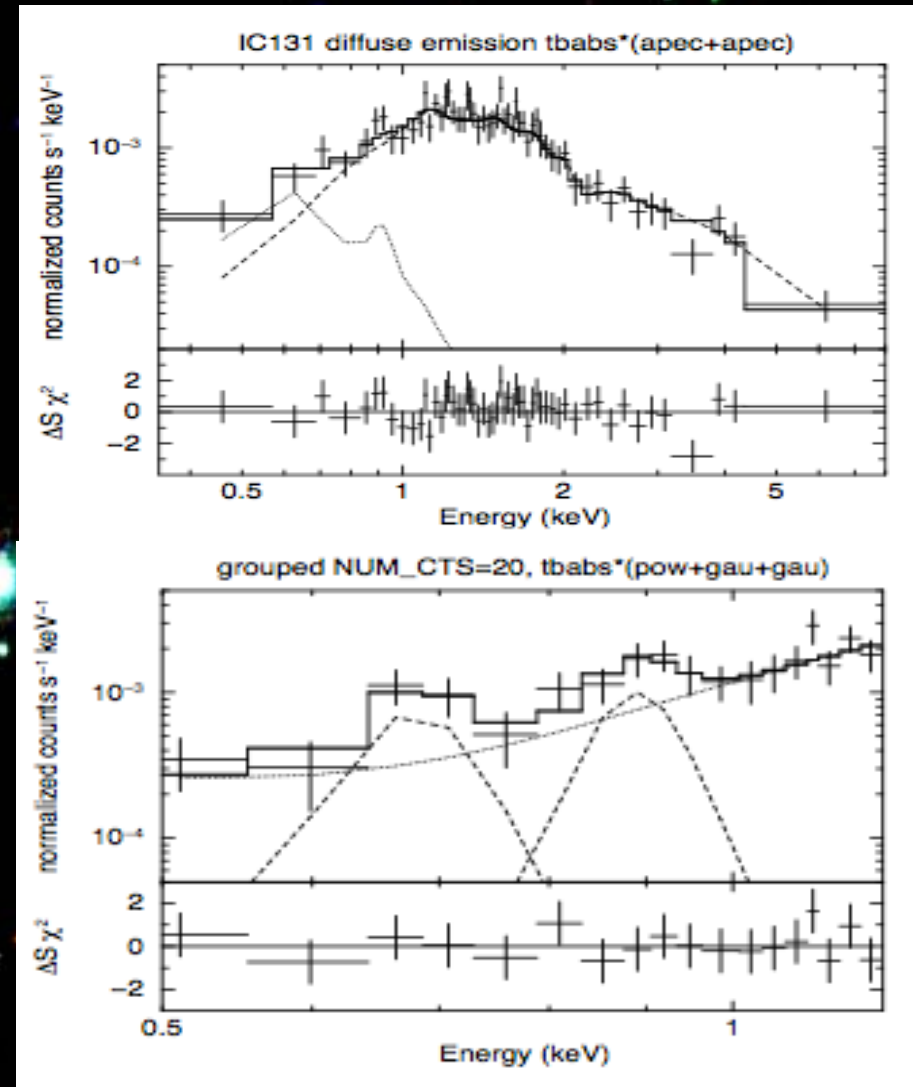 IC131 diffuse emission tbabs*(apec+apec)
normalized counts s⁻¹ keV⁻¹
10⁻³
10⁻⁴
ΔS χ²
2
0
−2
0.5 1 2 5
Energy (keV)
grouped NUM_CTS=20, tbabs*(pow+gau+gau)
normalized counts s⁻¹ keV⁻¹
10⁻³
10⁻⁴
ΔS χ²
2
0
−2
0.5 1
Energy (keV)